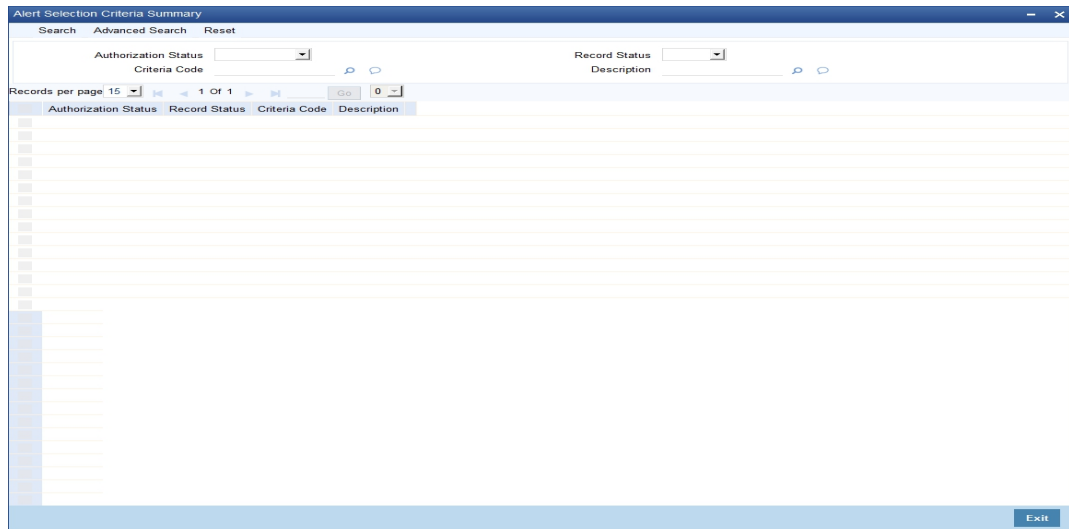 Alert Selection Criteria Summary
Search Advanced Search Reset
Authorization Status Record Status
Criteria Code Description
Records per page 15 1 Of 1 Go 0
Authorization Status Record Status Criteria Code Description
Exit